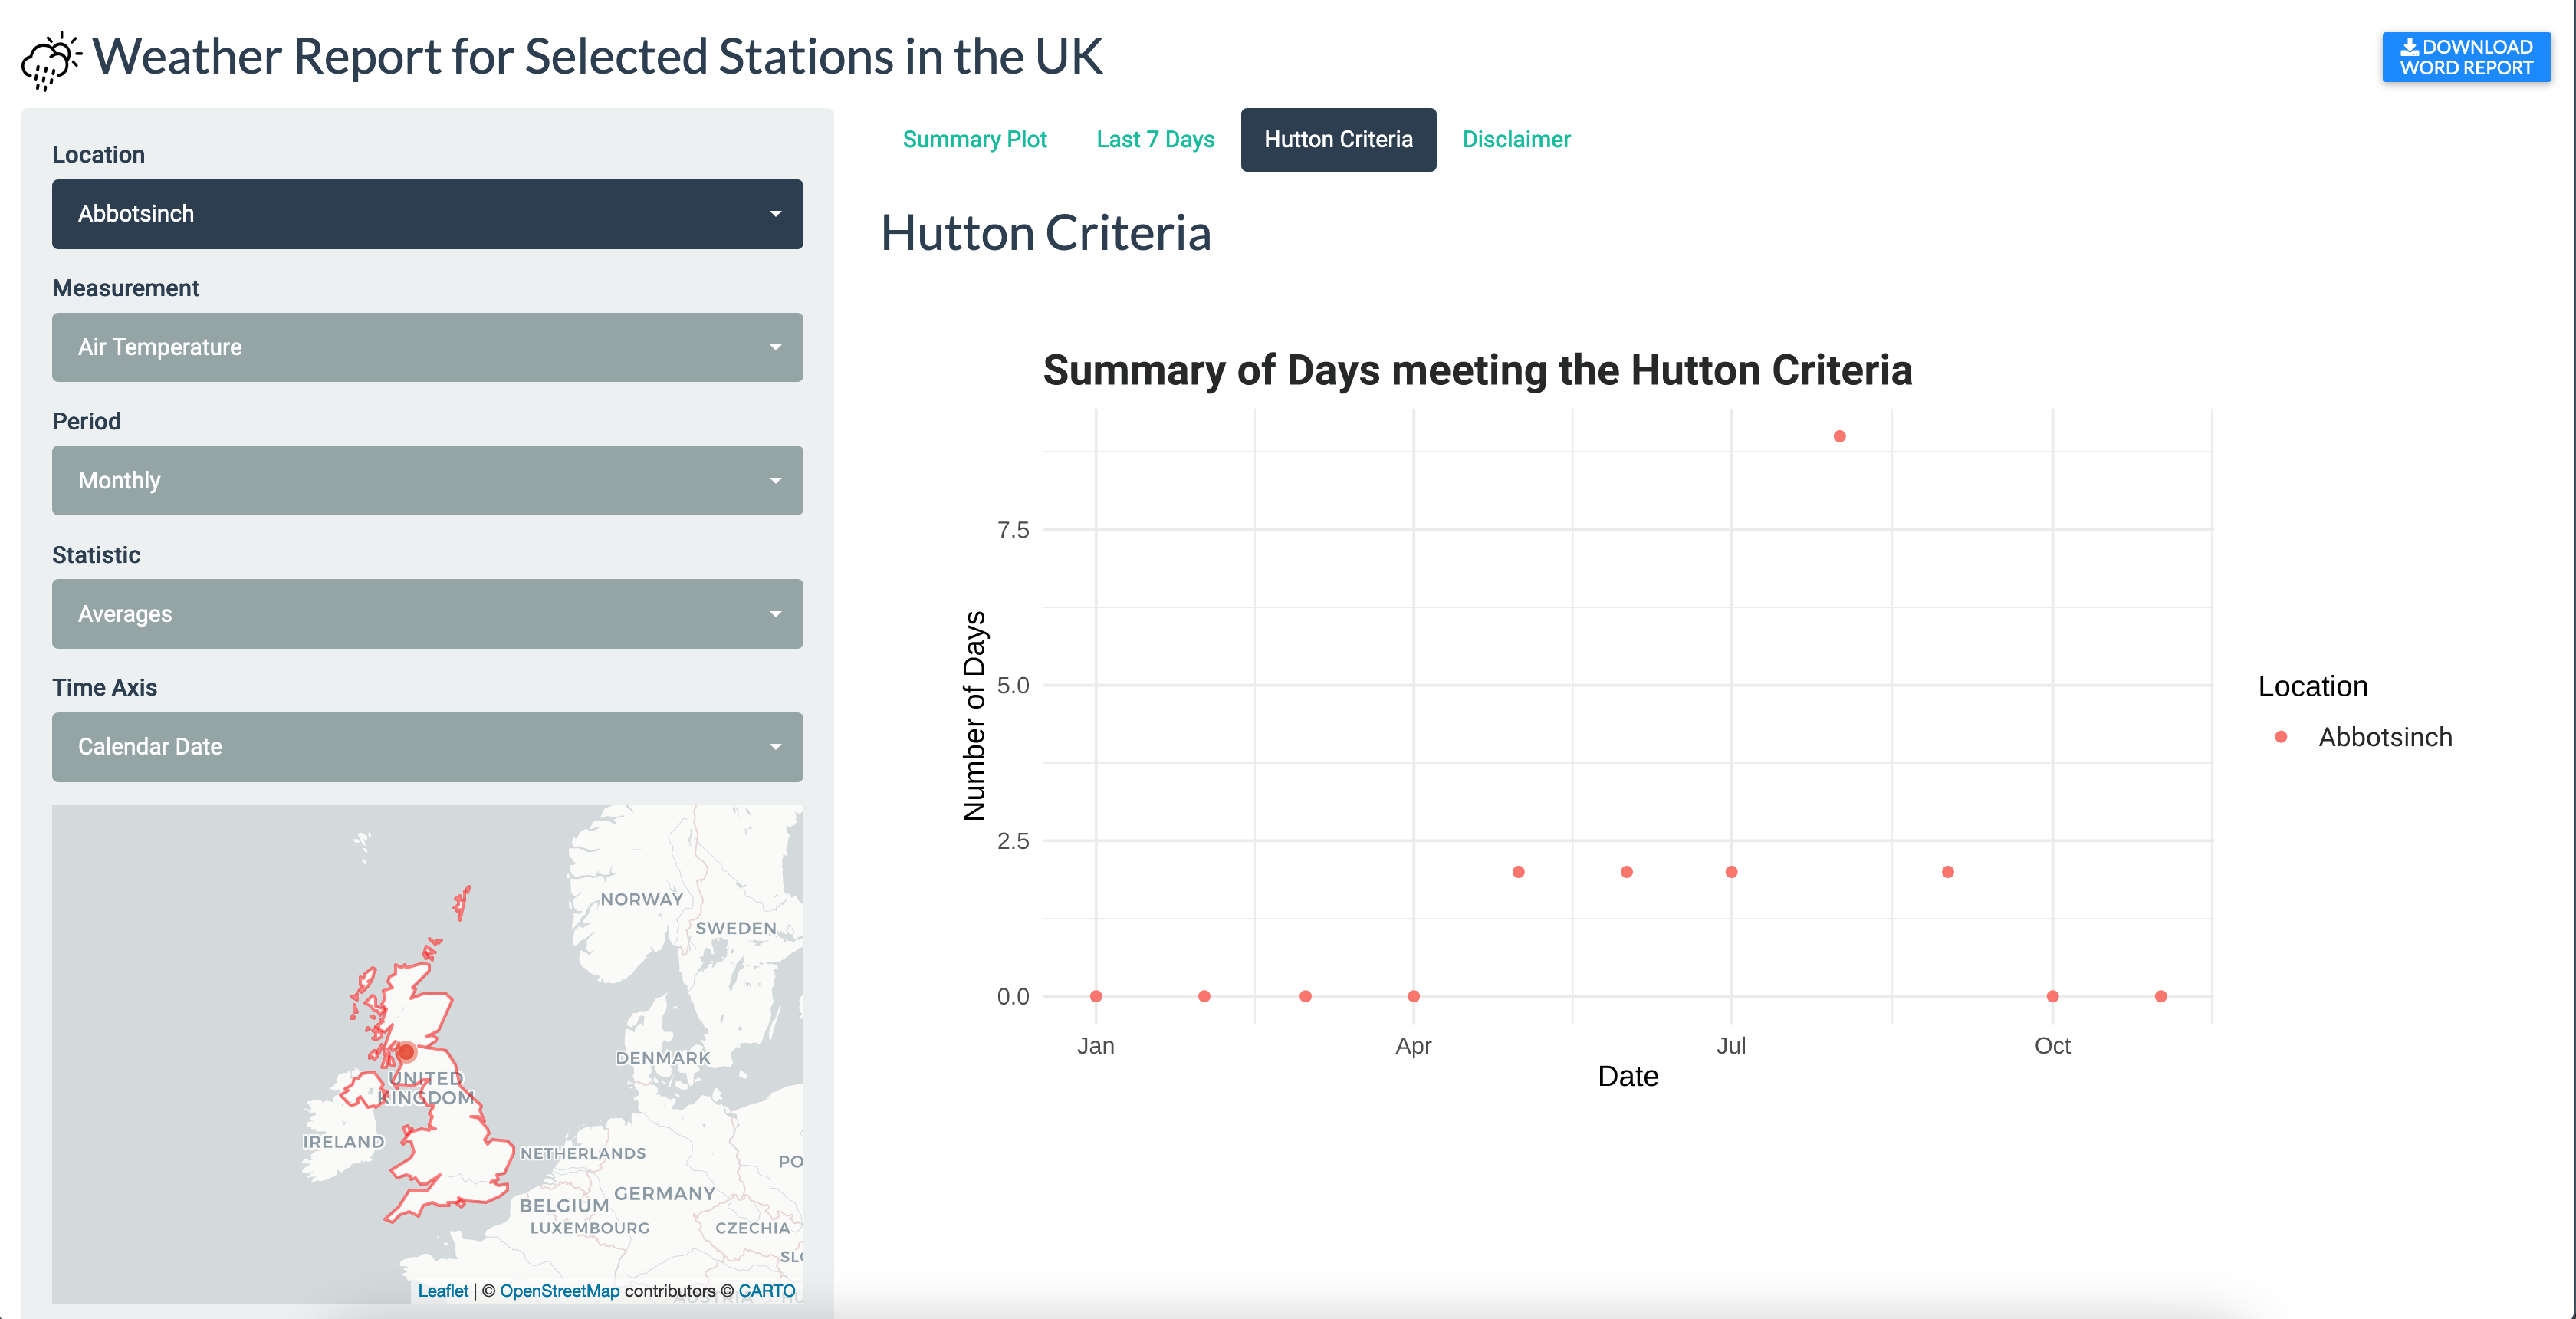 Weather Report for Selected Stations in the UK
DOWNLOAD
WORD REPORT
Location
Abbotsinch
Measurement
Air Temperature
Period
Monthly
Statistic
Averages
Time Axis
Calendar Date
NORWAY
SWEDEN
DENMARK
UNITED
KINGDOM
IRELAND
NETHERLANDS
PO
GERMANY
BELGIUM
LUXEMBOURG
CZECHIA
SLO
Leaflet | © OpenStreetMap contributors © CARTO
Summary Plot
Last 7 Days
Hutton Criteria
Disclaimer
Hutton Criteria
Summary of Days meeting the Hutton Criteria
Number of Days
7.5
5.0
2.5
0.0
Jan
Apr
Jul
Oct
Date
Location
Abbotsinch